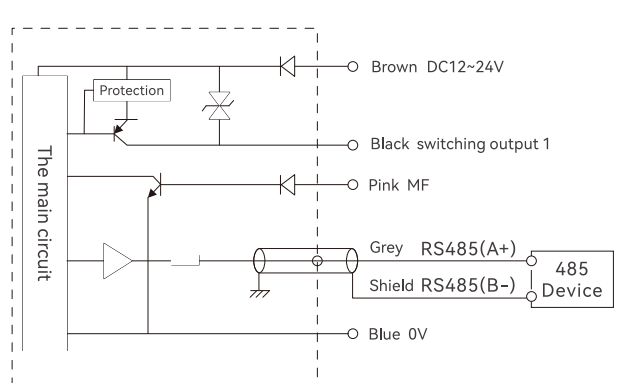 Brown DC12~24V
Protection
Black switching output 1
The main circuit
Pink MF
Grey RS485(A+)
485
Device
Shield RS485(B-)
Blue 0V